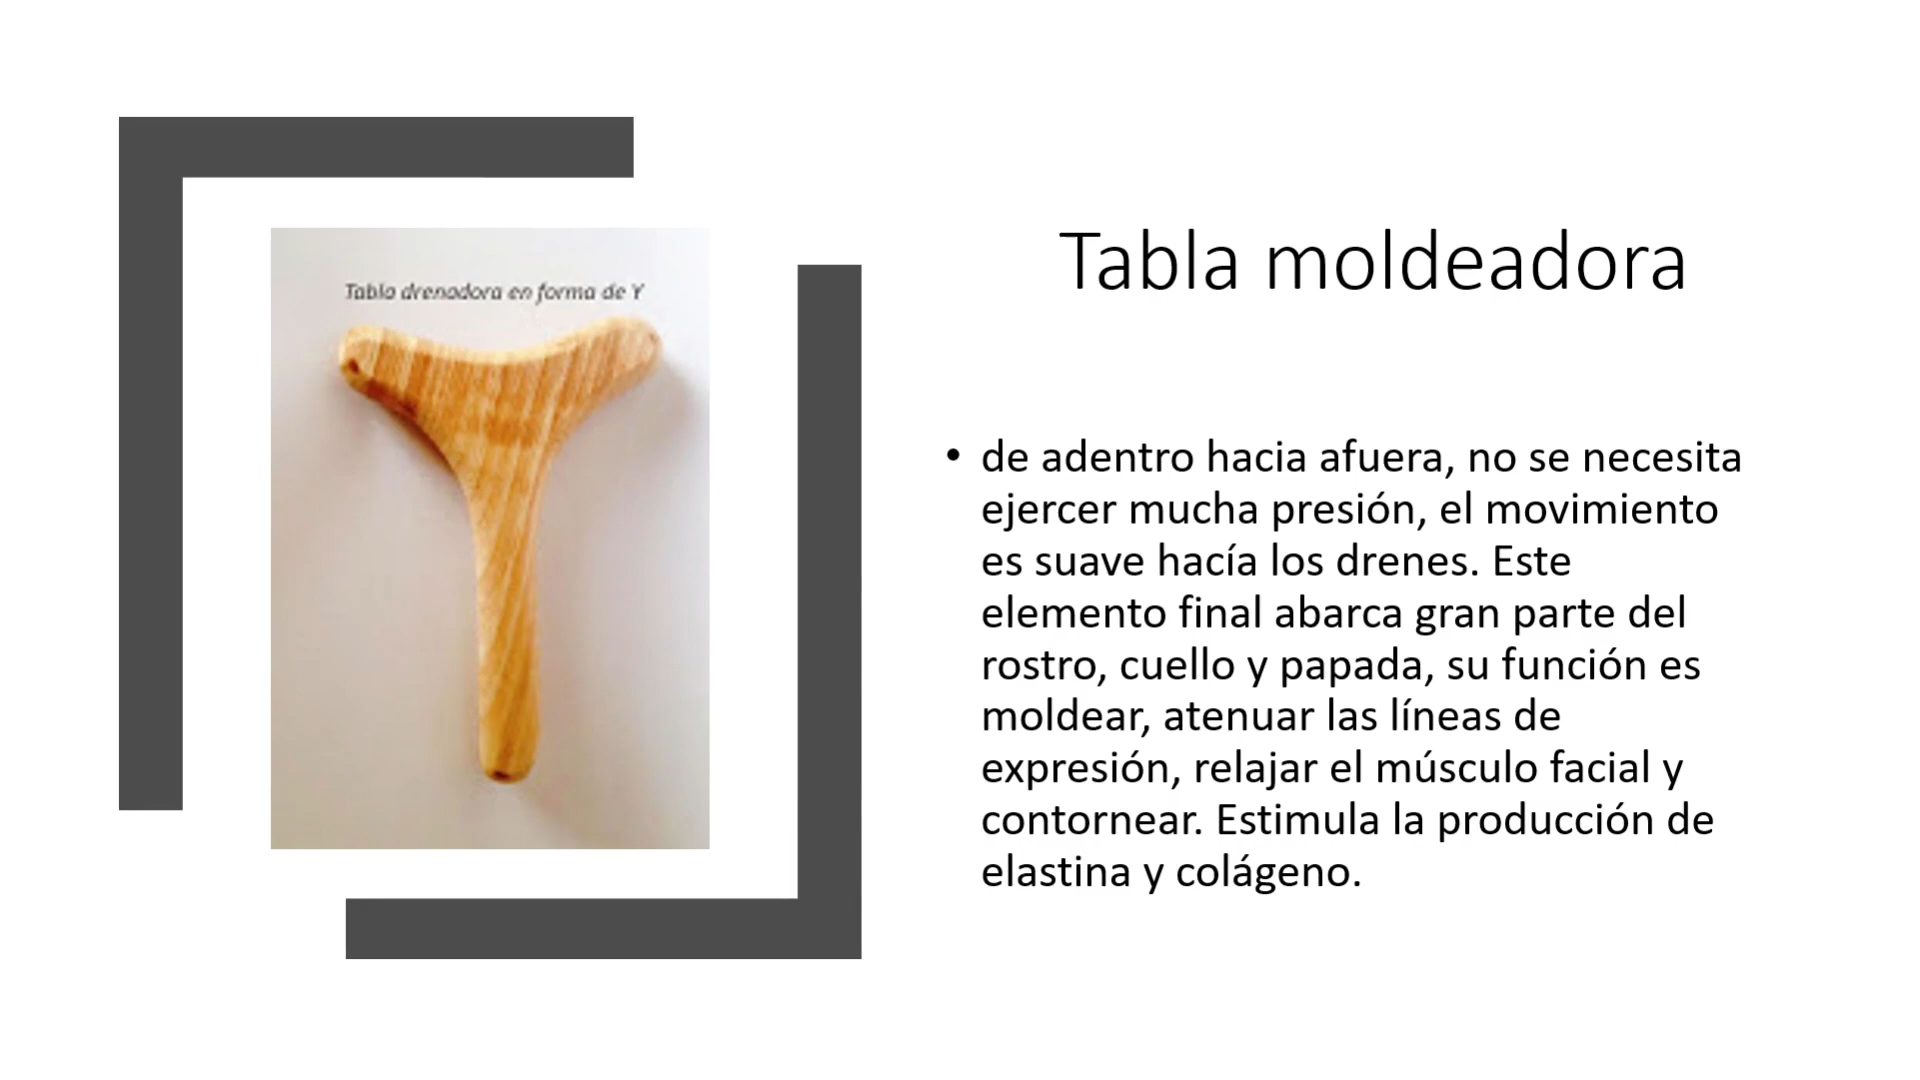 Tabla drenadora en forma de Y
Tabla moldeadora
• de adentro hacia afuera, no se necesita
ejercer mucha presión, el movimiento
es suave hacía los drenes. Este
elemento final abarca gran parte del
rostro, cuello y papada, su función es
moldear, atenuar las líneas de
expresión, relajar el músculo facial y
contornear. Estimula la producción de
elastina y colágeno.